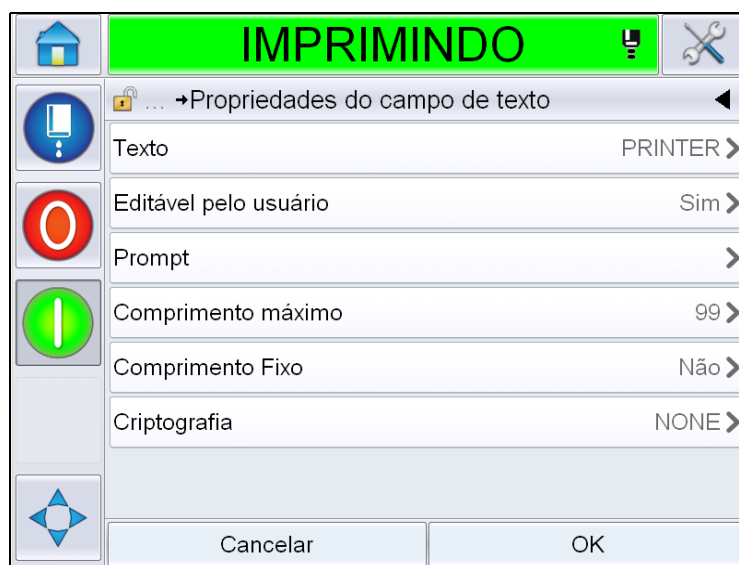 IMPRIMINDO
... →Propriedades do campo de texto
Texto PRINTER
Editável pelo usuário Sim
Prompt
Comprimento máximo 99
Comprimento Fixo Não
Criptografia NONE
Cancelar OK